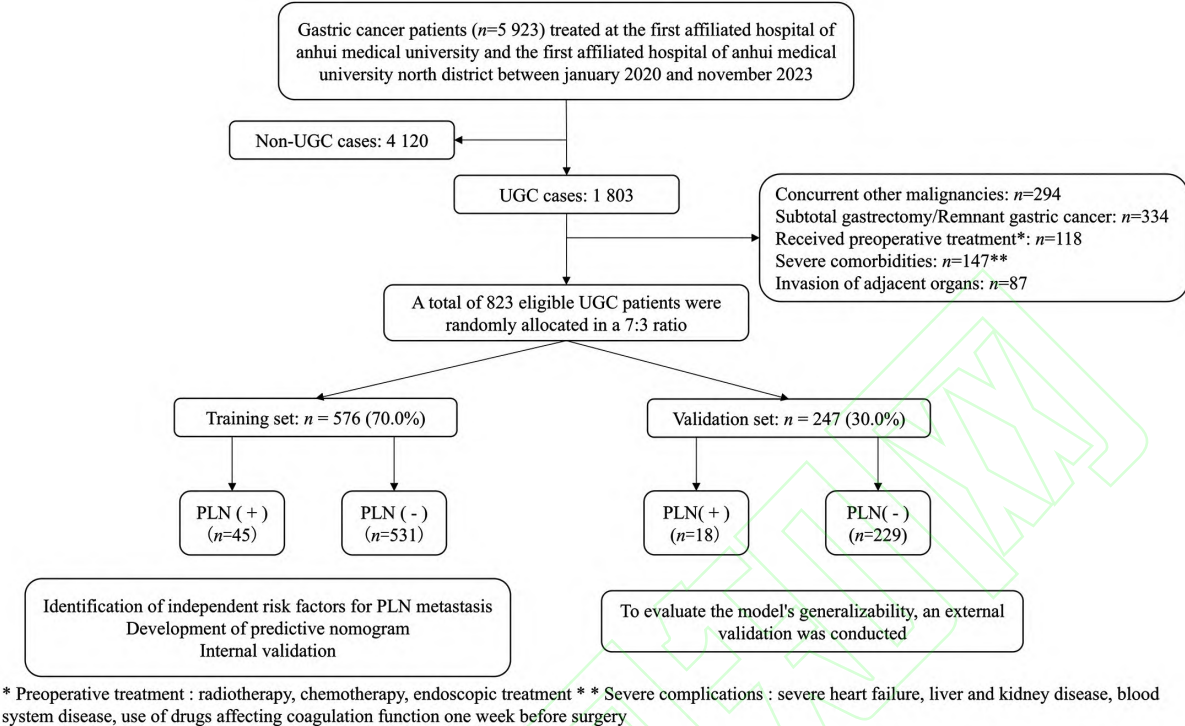 Gastric cancer patients (n=5 923) treated at the first affiliated hospital of
anhui medical university and the first affiliated hospital of anhui medical
university north district between january 2020 and november 2023
Non-UGC cases: 4 120
UGC cases: 1 803
Concurrent other malignancies: n=294
Subtotal gastrectomy/Remnant gastric cancer: n=334
Received preoperative treatment*: n=118
Severe comorbidities: n=147**
Invasion of adjacent organs: n=87
A total of 823 eligible UGC patients were
randomly allocated in a 7:3 ratio
Training set: n = 576 (70.0%)
Validation set: n = 247 (30.0%)
PLN ( + )
(n=45)
PLN ( - )
(n=531)
PLN( + )
(n=18)
PLN( - )
(n=229)
Identification of independent risk factors for PLN metastasis
Development of predictive nomogram
Internal validation
To evaluate the model's generalizability, an external
validation was conducted
* Preoperative treatment : radiotherapy, chemotherapy, endoscopic treatment * * Severe complications : severe heart failure, liver and kidney disease, blood
system disease, use of drugs affecting coagulation function one week before surgery